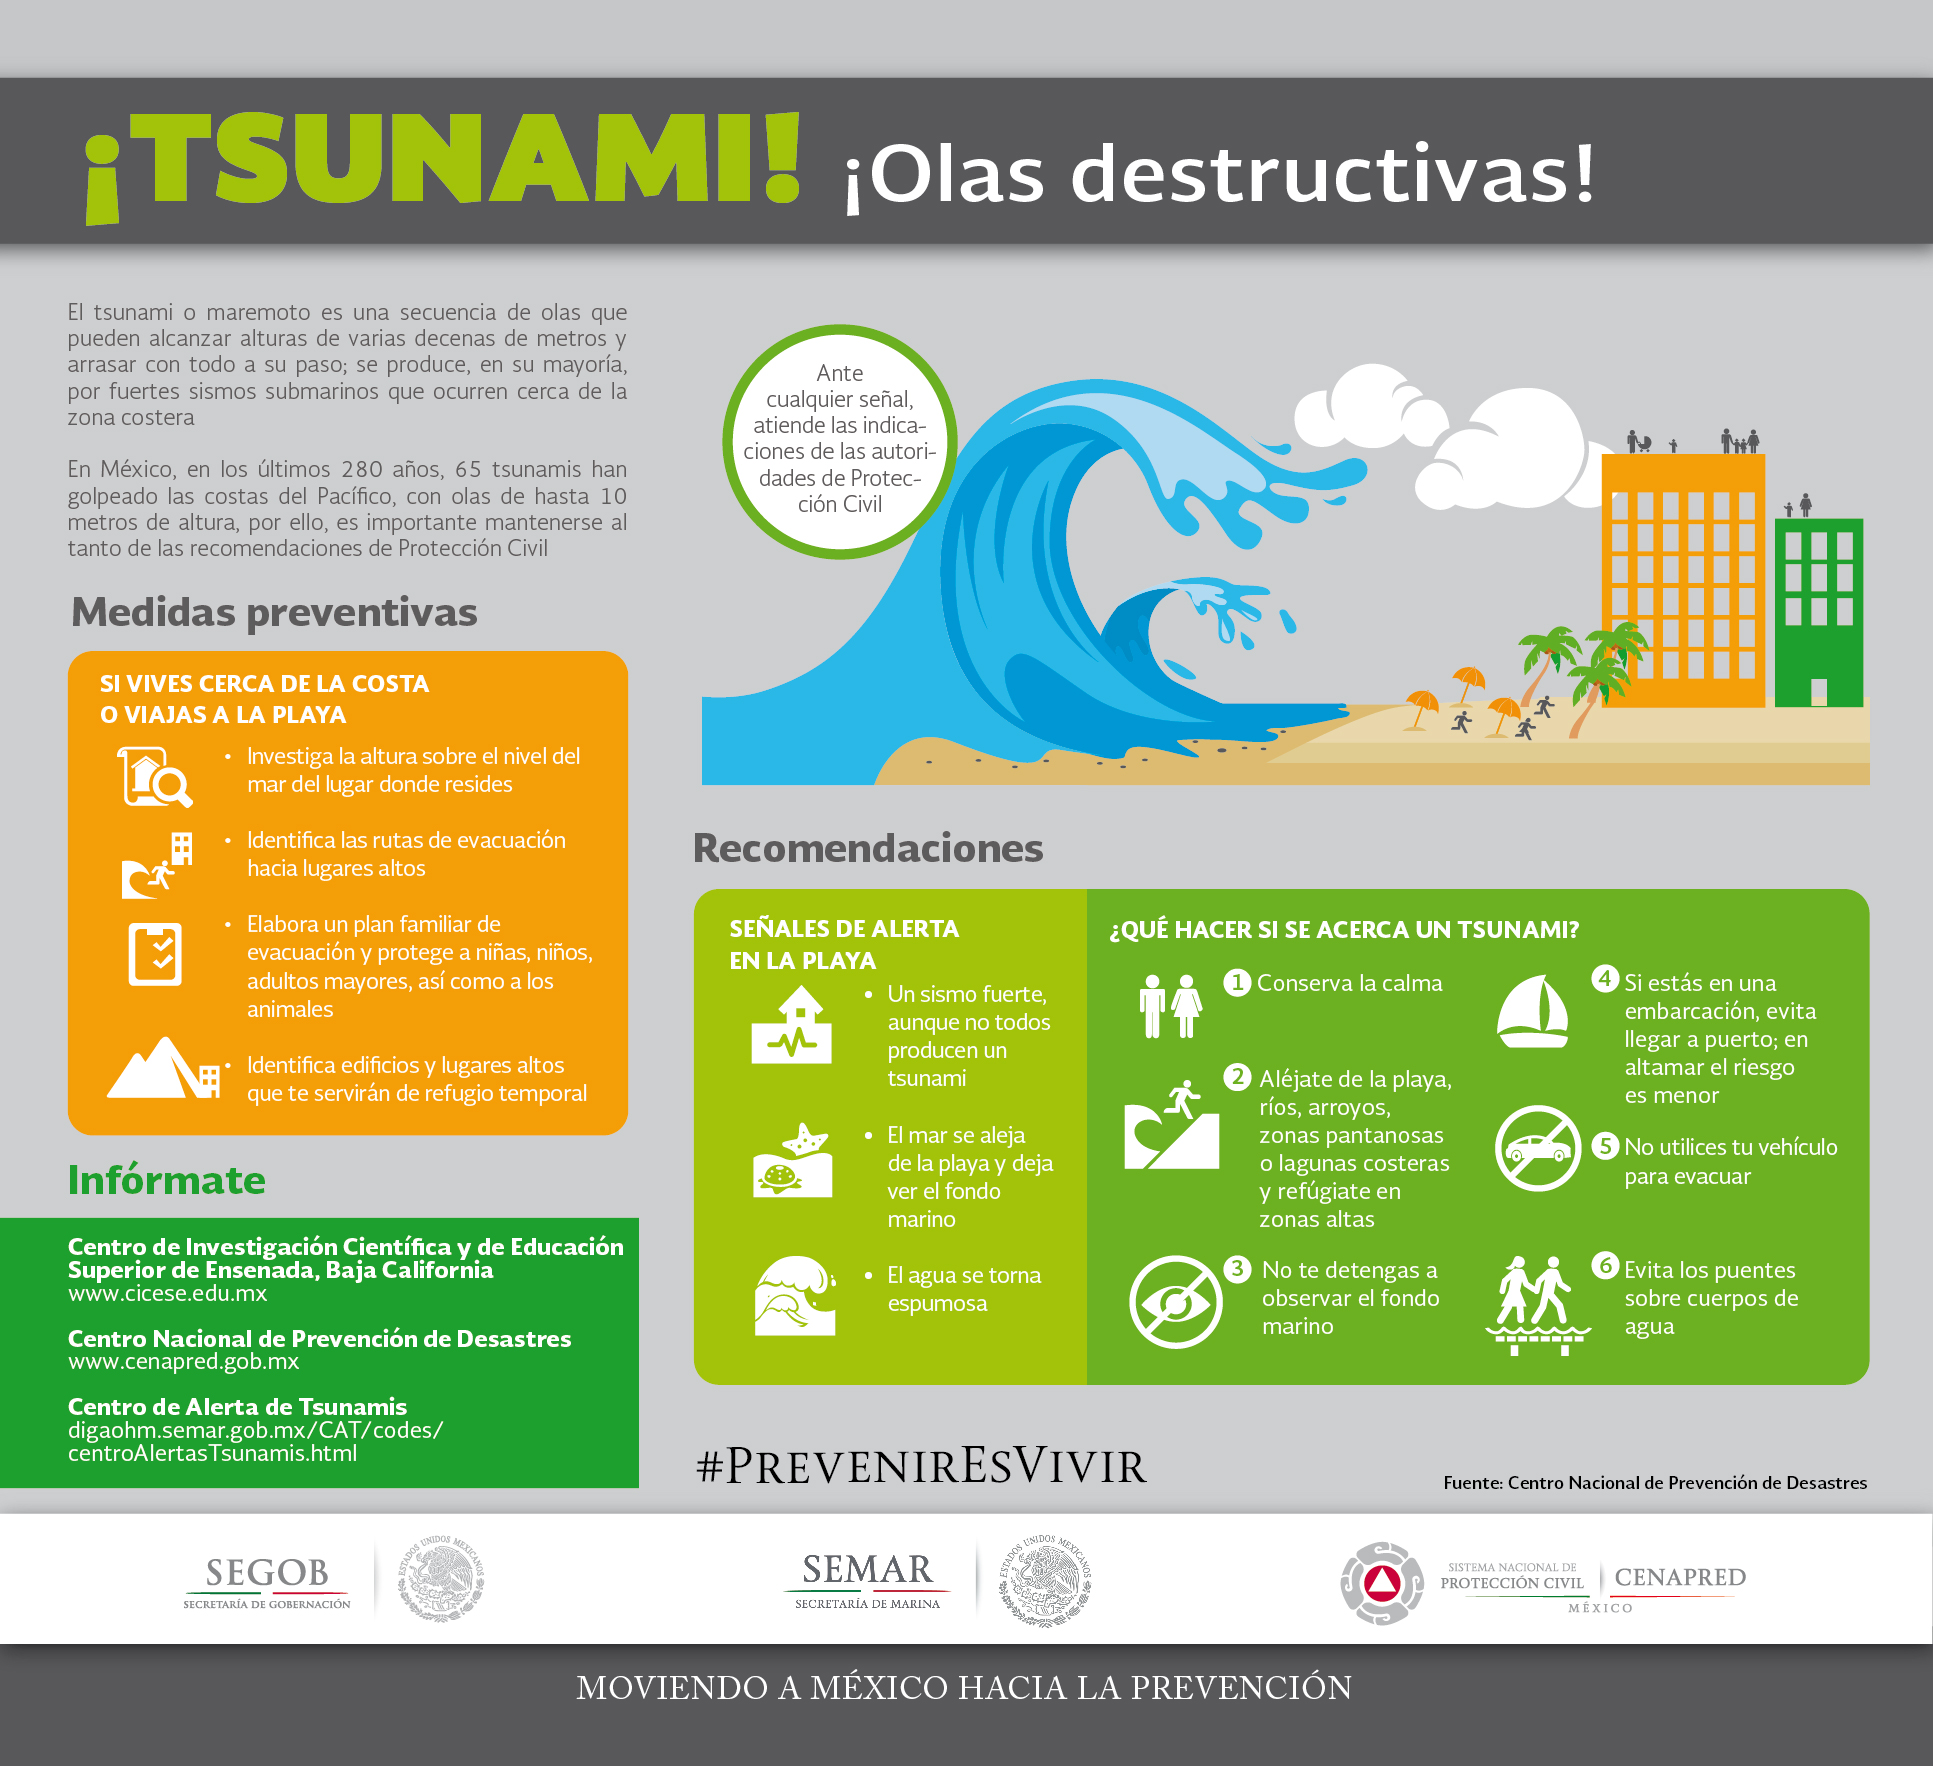 ¡TSUNAMI! ¡Olas destructivas!
El tsunami o maremoto es una secuencia de olas que
pueden alcanzar alturas de varias decenas de metros y
arrasar con todo a su paso; se produce, en su mayoría,
por fuertes sismos submarinos que ocurren cerca de la
zona costera
En México, en los últimos 280 años, 65 tsunamis han
golpeado las costas del Pacífico, con olas de hasta 10
metros de altura, por ello, es importante mantenerse al
tanto de las recomendaciones de Protección Civil
Ante
cualquier señal,
atiende las indica-
ciones de las autori-
dades de Protec-
ción Civil
Medidas preventivas
SI VIVES CERCA DE LA COSTA
O VIAJAS A LA PLAYA
• Investiga la altura sobre el nivel del
mar del lugar donde resides
• Identifica las rutas de evacuación
hacia lugares altos
• Elabora un plan familiar de
evacuación y protege a niñas, niños,
adultos mayores, así como a los
animales
• Identifica edificios y lugares altos
que te servirán de refugio temporal
Infórmate
Centro de Investigación Científica y de Educación
Superior de Ensenada, Baja California
www.cicese.edu.mx
Centro Nacional de Prevención de Desastres
www.cenapred.gob.mx
Centro de Alerta de Tsunamis
digaohm.semar.gob.mx/CAT/codes/
centroAlertasTsunamis.html
Recomendaciones
SEÑALES DE ALERTA
EN LA PLAYA
• Un sismo fuerte,
aunque no todos
producen un
tsunami
• El mar se aleja
de la playa y deja
ver el fondo
marino
• El agua se torna
espumosa
¿QUÉ HACER SI SE ACERCA UN TSUNAMI?
1 Conserva la calma
2 Aléjate de la playa,
ríos, arroyos,
zonas pantanosas
o lagunas costeras
y refúgiate en
zonas altas
3 No te detengas a
observar el fondo
marino
4 Si estás en una
embarcación, evita
llegar a puerto; en
altamar el riesgo
es menor
5 No utilices tu vehículo
para evacuar
6 Evita los puentes
sobre cuerpos de
agua
#PREVENIRESVIVIR
Fuente: Centro Nacional de Prevención de Desastres
SEGOB
SECRETARÍA DE GOBERNACIÓN
ESTADOS UNIDOS MEXICANOS
SEMAR
SECRETARÍA DE MARINA
ESTADOS UNIDOS MEXICANOS
SISTEMA NACIONAL DE
PROTECCIÓN CIVIL
CENAPRED
MÉXICO
MOVIENDO A MÉXICO HACIA LA PREVENCIÓN